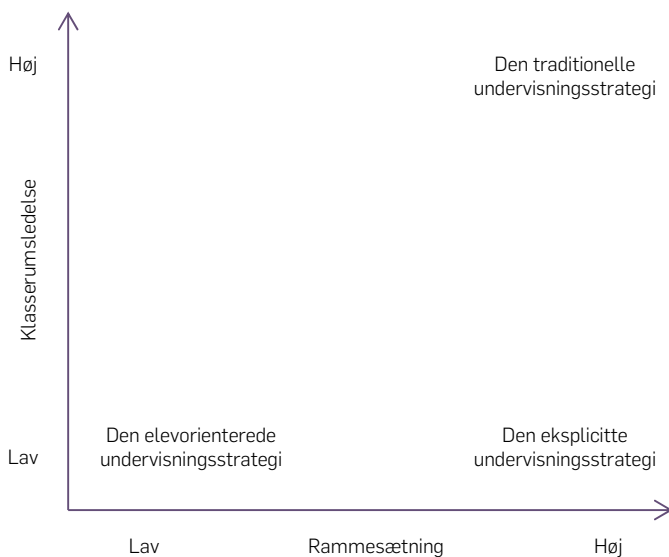 Høj
Den traditionelle
undervisningsstrategi
Klasserumsledelse
Den elevorienterede
undervisningsstrategi
Den eksplicitte
undervisningsstrategi
Lav
Lav
Rammesætning
Høj